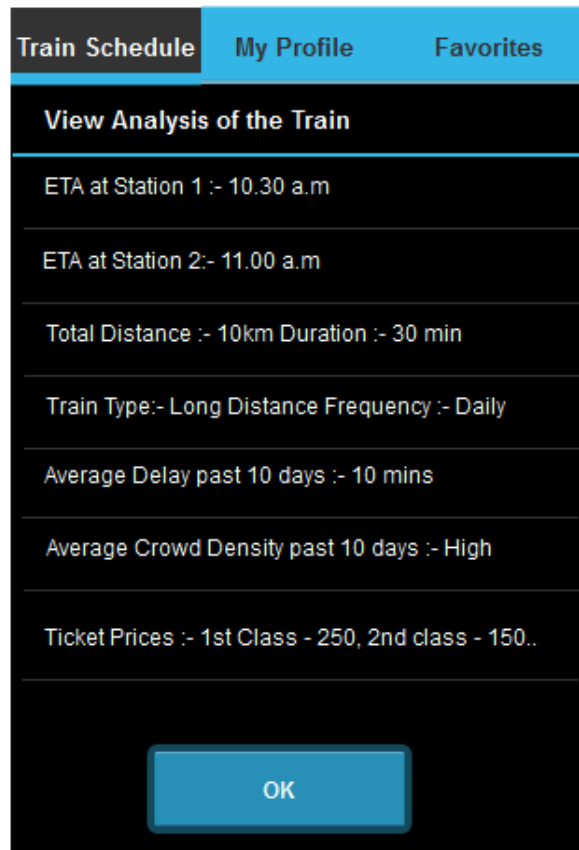 Train Schedule My Profile Favorites
View Analysis of the Train
ETA at Station 1 :- 10.30 a.m
ETA at Station 2:- 11.00 a.m
Total Distance :- 10km Duration :- 30 min
Train Type:- Long Distance Frequency :- Daily
Average Delay past 10 days :- 10 mins
Average Crowd Density past 10 days :- High
Ticket Prices :- 1st Class - 250, 2nd class - 150..
OK